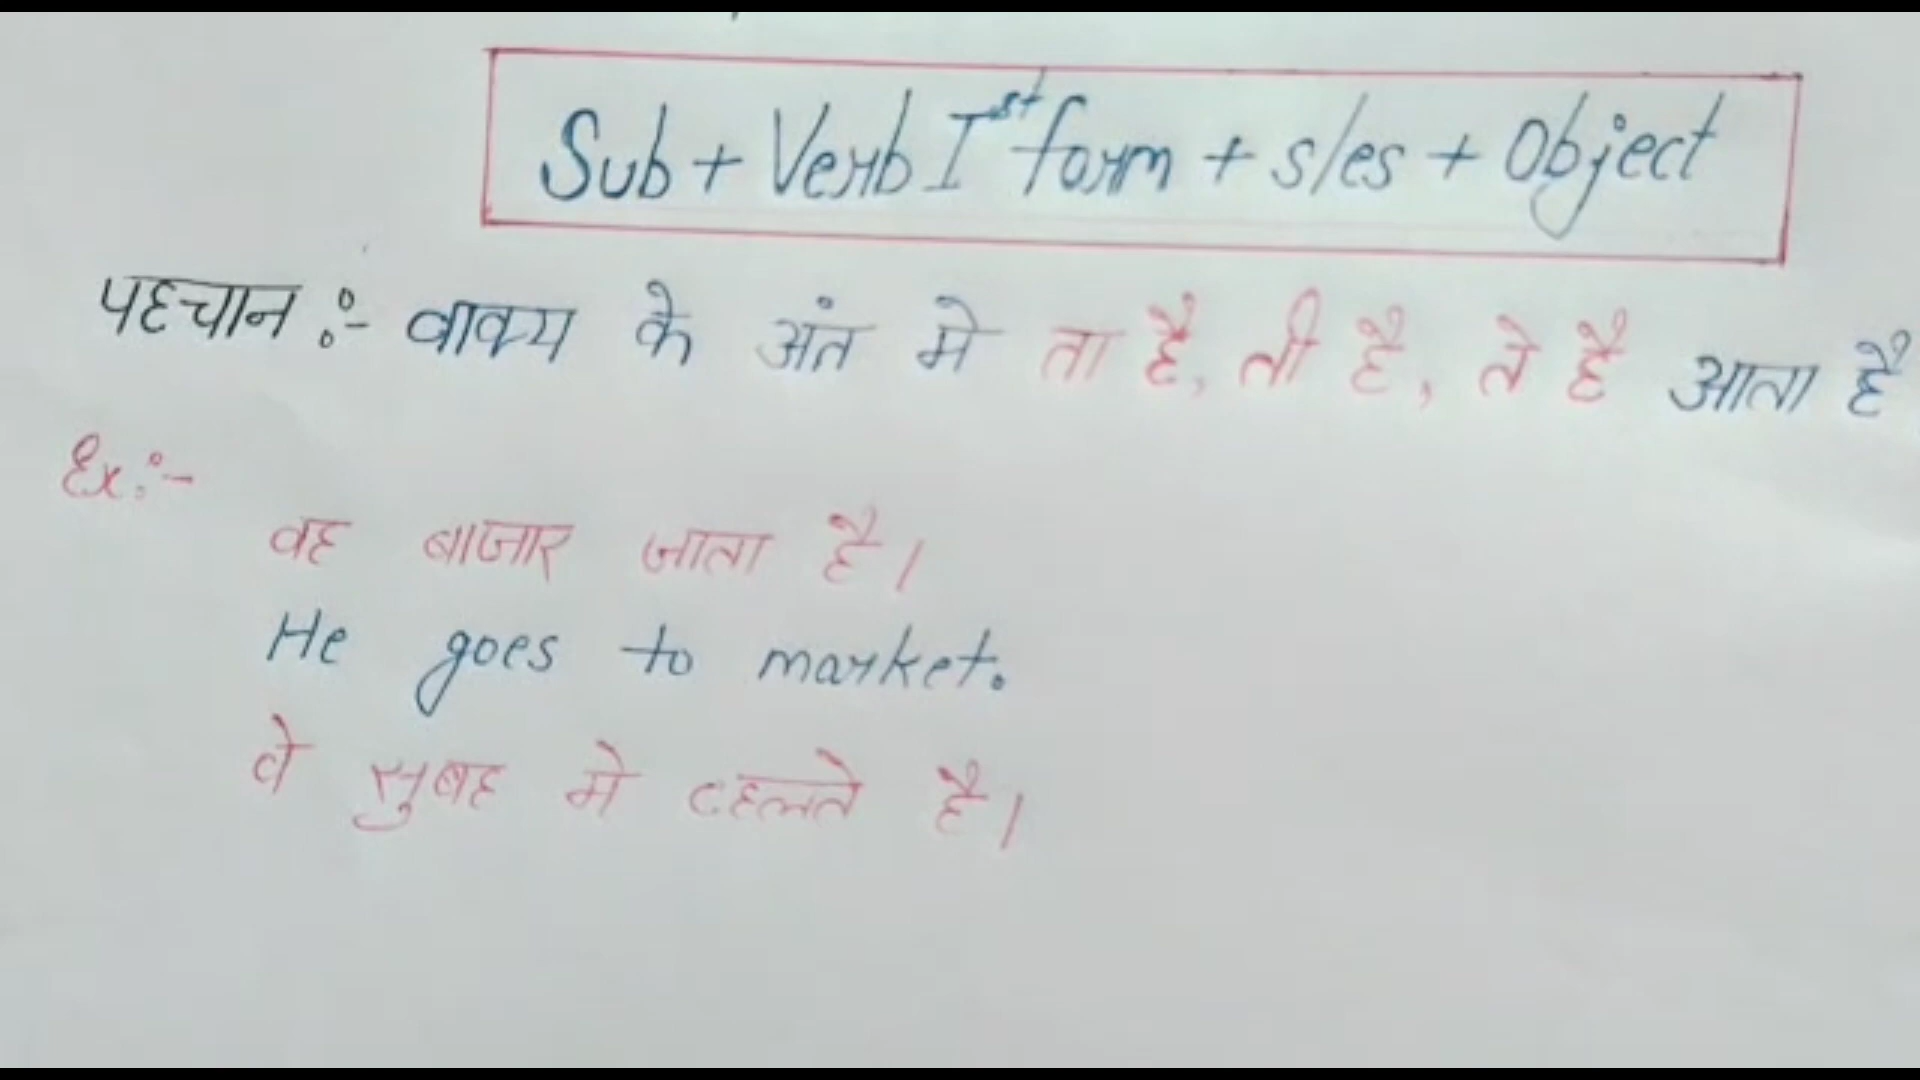 Sub + Verb Ist form + s/es + Object
पहचान :- वाक्य के अंत मे ता है, ती है, ते है आता है
Ex:-
वह बाजार जाता है।
He goes to market.
वे सुबह मे टहलते है।